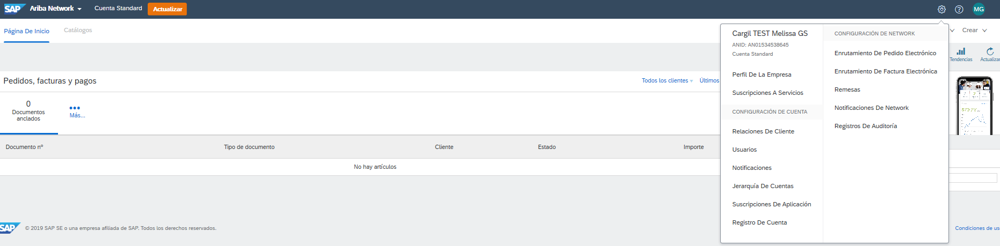 SAP Ariba Network Cuenta Standard Actualizar MG
Página De Inicio Catálogos Crear
Tendencias Actualizar
Pedidos, facturas y pagos Todos los clientes Últimos
0
Documentos
anclados
Más...
Documento nº Tipo de documento Cliente Estado Importe
No hay artículos
Cargil TEST Melissa GS
ANID: AN01534538645
Cuenta Standard
Perfil De La Empresa
Suscripciones A Servicios
CONFIGURACIÓN DE CUENTA
Relaciones De Cliente
Usuarios
Notificaciones
Jerarquía De Cuentas
Suscripciones De Aplicación
Registro De Cuenta
CONFIGURACIÓN DE NETWORK
Enrutamiento De Pedido Electrónico
Enrutamiento De Factura Electrónica
Remesas
Notificaciones De Network
Registros De Auditoría
SAP © 2019 SAP SE o una empresa afiliada de SAP. Todos los derechos reservados. Condiciones de us